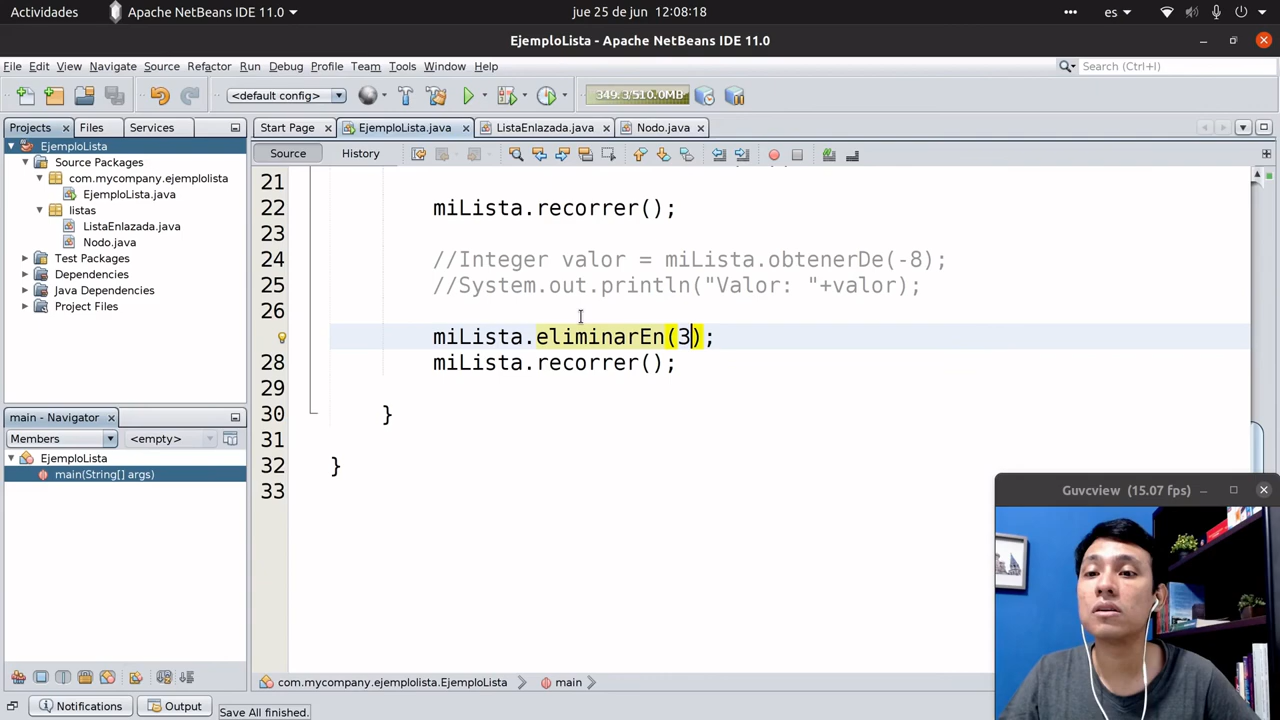 Actividades
Apache NetBeans IDE 11.0
jue 25 de jun 12:08:18
es
EjemploLista - Apache NetBeans IDE 11.0
File Edit View Navigate Source Refactor Run Debug Profile Team Tools Window Help
Search (Ctrl+I)
<default config>
349.3/510.0MB
Projects
Files
Services
Start Page
EjemploLista.java
ListaEnlazada.java
Nodo.java
EjemploLista
Source Packages
com.mycompany.ejemplolista
EjemploLista.java
listas
ListaEnlazada.java
Nodo.java
Test Packages
Dependencies
Java Dependencies
Project Files
Source
History
21
22 miLista.recorrer();
23
24 //Integer valor = miLista.obtenerDe(-8);
25 //System.out.println("Valor: "+valor);
26
miLista.eliminarEn(3);
28 miLista.recorrer();
29
30 }
31
32 }
33
main - Navigator
Members
<empty>
EjemploLista
main(String[] args)
Guvcview (15.07 fps)
com.mycompany.ejemplolista.EjemploLista
main
Notifications
Output
Save All finished.